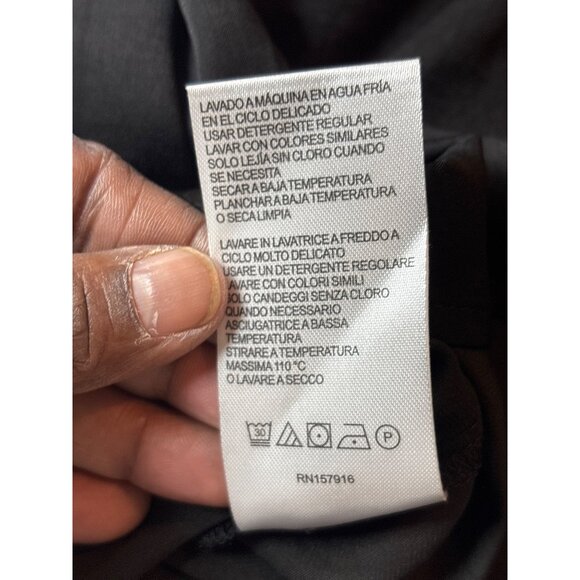 LAVADO A MÁQUINA EN AGUA FRÍA
EN EL CICLO DELICADO
USAR DETERGENTE REGULAR
LAVAR CON COLORES SIMILARES
SOLO LEJÍA SIN CLORO CUANDO
SE NECESITA
SECAR A BAJA TEMPERATURA
PLANCHAR A BAJA TEMPERATURA
O SECA LIMPIA
LAVARE IN LAVATRICE A FREDDO A
CICLO MOLTO DELICATO
USARE UN DETERGENTE REGOLARE
LAVARE CON COLORI SIMILI
SOLO CANDEGGI SENZA CLORO
QUANDO NECESSARIO
ASCIUGATRICE A BASSA
TEMPERATURA
STIRARE A TEMPERATURA
MASSIMA 110 °C
O LAVARE A SECCO
30 P
RN157916